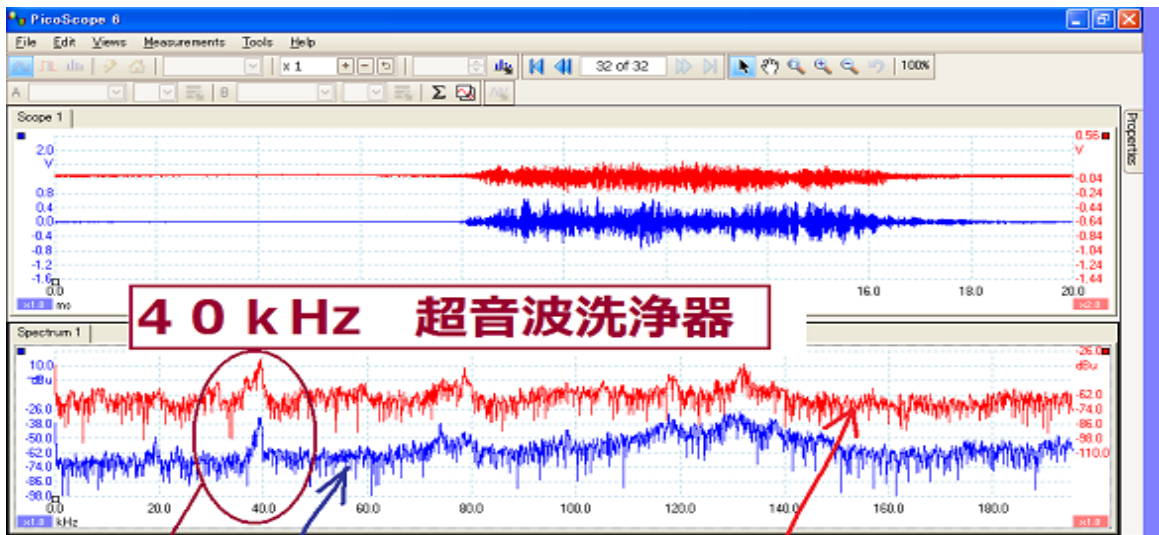 PicoScope 6
File Edit Views Measurements Tools Help
x 1 + - 32 of 32 100%
A B Σ
Scope 1
Properties
2.0 0.56
V V
-0.04
0.8 -0.24
0.4 -0.44
0.0 -0.64
-0.4 -0.84
-0.8 -1.04
-1.2 -1.24
-1.6 -1.44
0.0 16.0 18.0 20.0
x1.0 ms x2.0
40kHz 超音波洗浄器
Spectrum 1
-26.0
10.0 dBu
dBu
-62.0
-26.0 -74.0
-38.0 -86.0
-50.0 -98.0
-62.0 -110.0
-74.0
-86.0
-98.0
0.0 20.0 40.0 60.0 80.0 100.0 120.0 140.0 160.0 180.0
x1.0 kHz x1.0